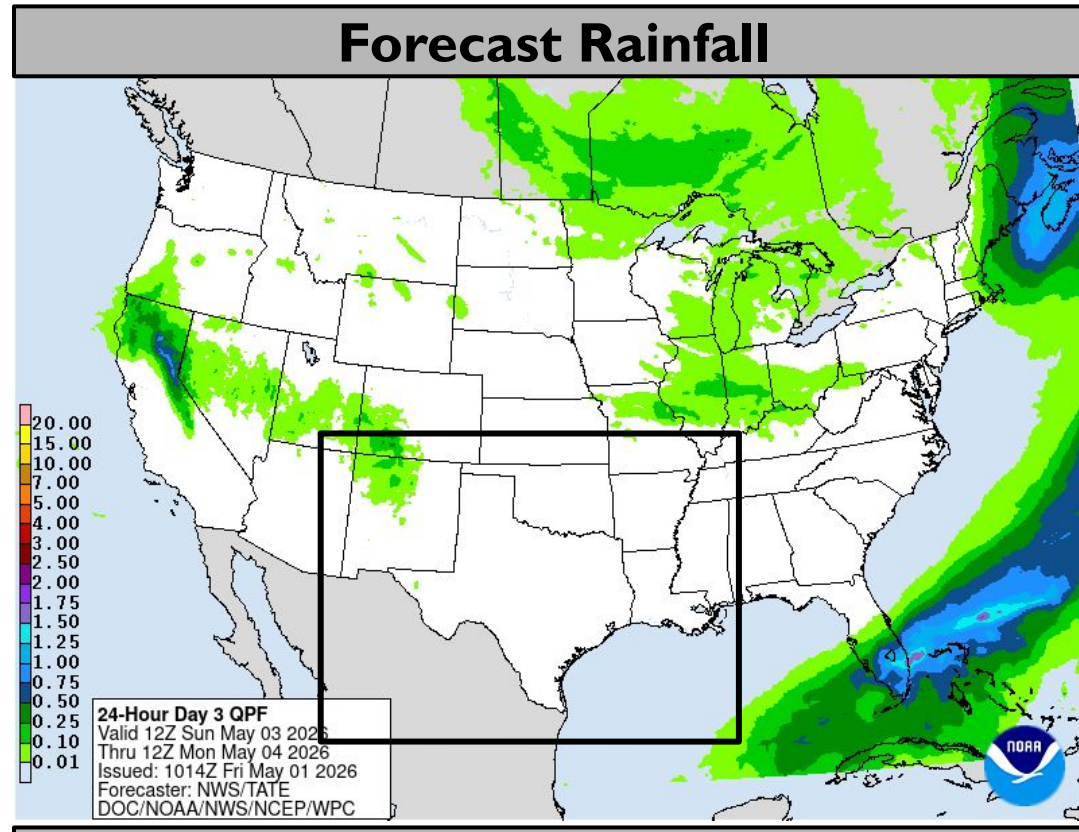 Forecast Rainfall
20.00
15.00
10.00
7.00
5.00
4.00
3.00
2.50
2.00
1.75
1.50
1.25
1.00
0.75
0.50
0.25
0.10
0.01
24-Hour Day 3 QPF
Valid 12Z Sun May 03 2026
Thru 12Z Mon May 04 2026
Issued: 1014Z Fri May 01 2026
Forecaster: NWS/TATE
DOC/NOAA/NWS/NCEP/WPC
NOAA